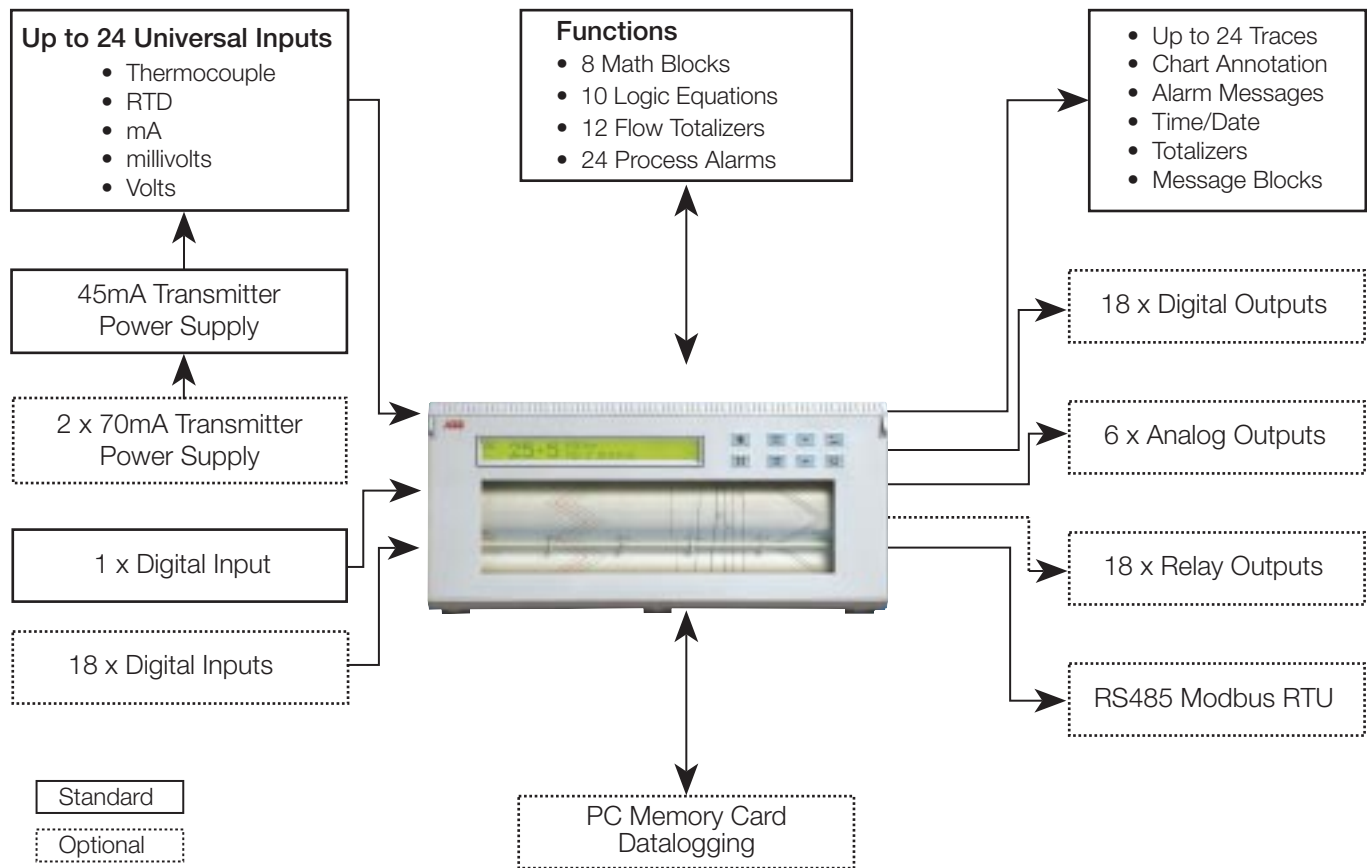 Up to 24 Universal Inputs
• Thermocouple
• RTD
• mA
• millivolts
• Volts
45mA Transmitter
Power Supply
2 x 70mA Transmitter
Power Supply
1 x Digital Input
18 x Digital Inputs
Standard
Optional
Functions
• 8 Math Blocks
• 10 Logic Equations
• 12 Flow Totalizers
• 24 Process Alarms
ABB
25.5
PC Memory Card
Datalogging
• Up to 24 Traces
• Chart Annotation
• Alarm Messages
• Time/Date
• Totalizers
• Message Blocks
18 x Digital Outputs
6 x Analog Outputs
18 x Relay Outputs
RS485 Modbus RTU